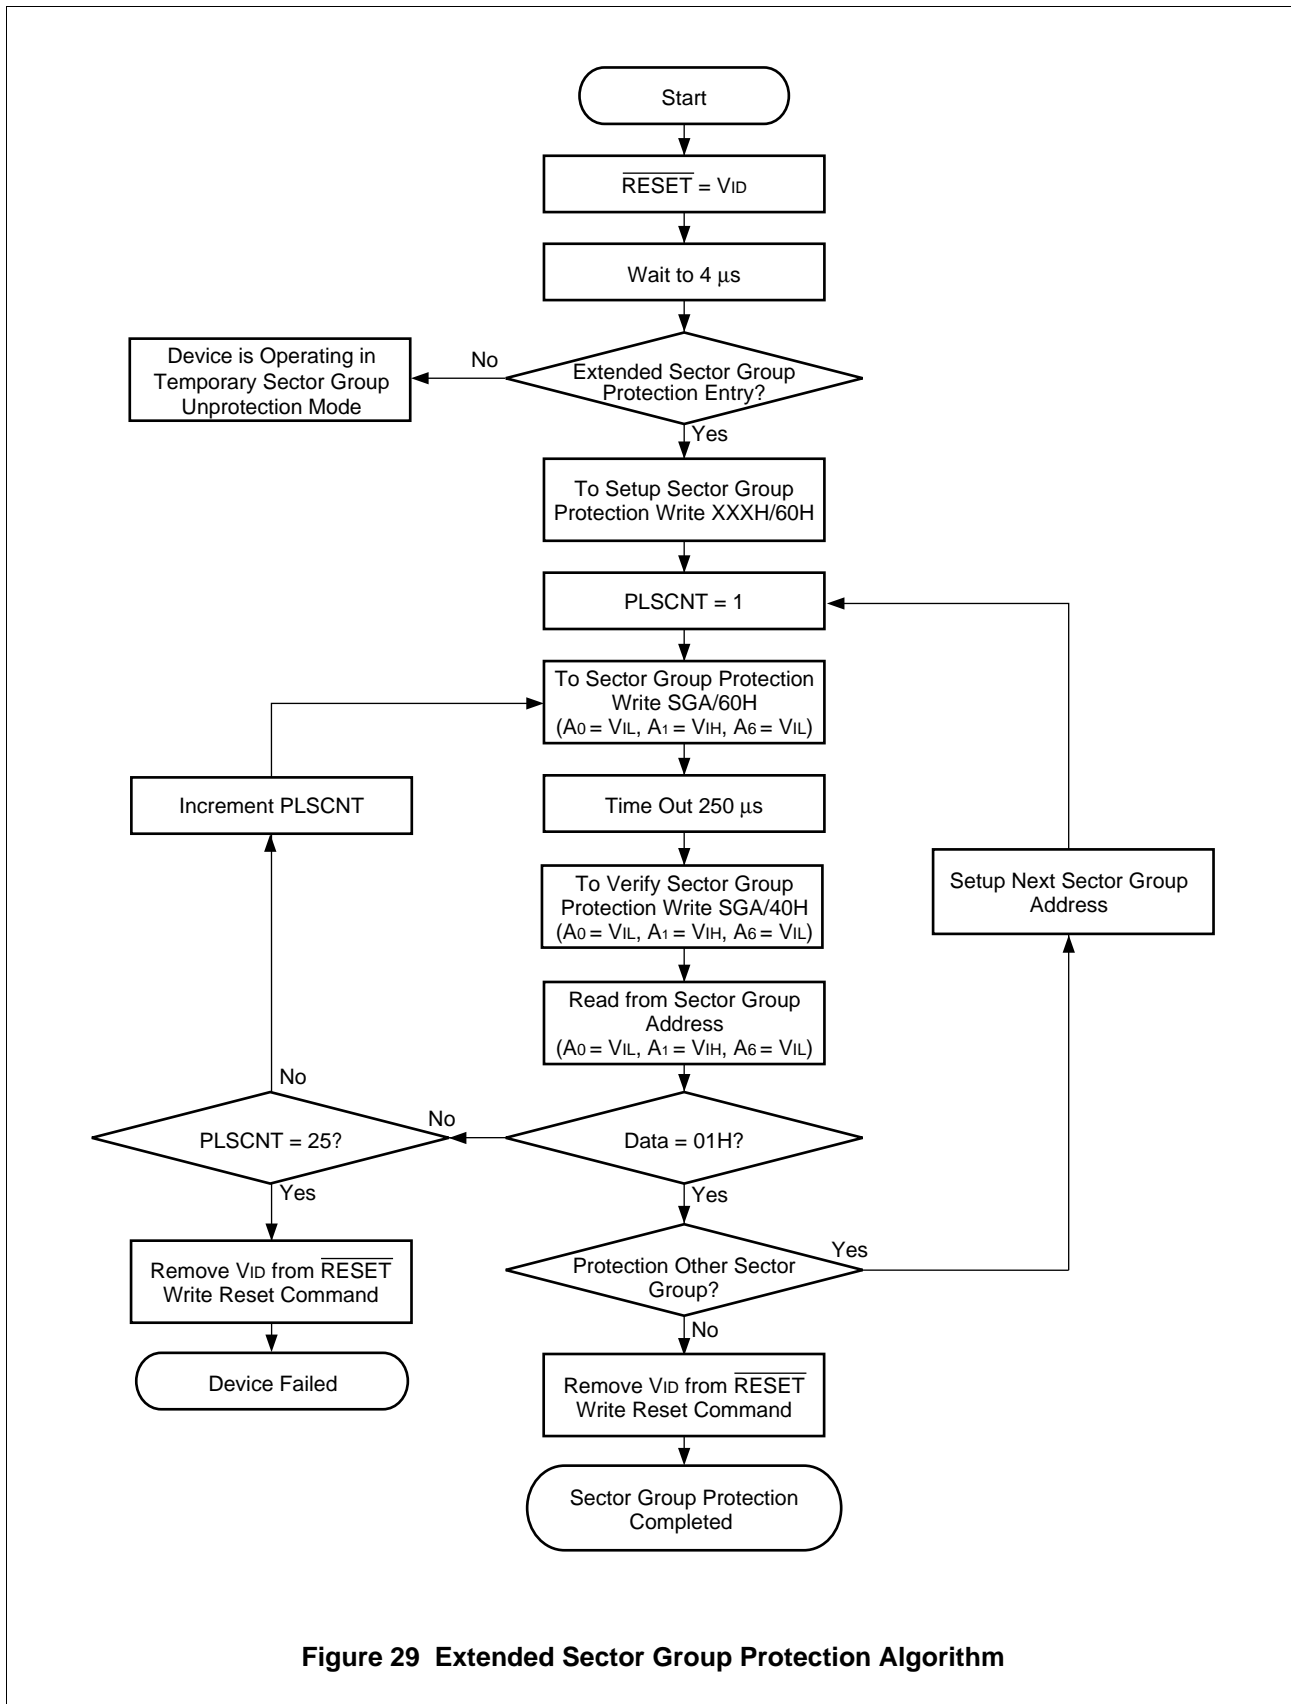 Start
RESET = VID
Wait to 4 µs
Device is Operating in
Temporary Sector Group
Unprotection Mode
No
Extended Sector Group
Protection Entry?
Yes
To Setup Sector Group
Protection Write XXXH/60H
PLSCNT = 1
To Sector Group Protection
Write SGA/60H
(A0 = VIL, A1 = VIH, A6 = VIL)
Increment PLSCNT
Time Out 250 µs
To Verify Sector Group
Protection Write SGA/40H
(A0 = VIL, A1 = VIH, A6 = VIL)
Setup Next Sector Group
Address
Read from Sector Group
Address
(A0 = VIL, A1 = VIH, A6 = VIL)
No
PLSCNT = 25?
No
Data = 01H?
Yes
Yes
Remove VID from RESET
Write Reset Command
Protection Other Sector
Group?
Yes
No
Device Failed
Remove VID from RESET
Write Reset Command
Sector Group Protection
Completed
Figure 29 Extended Sector Group Protection Algorithm